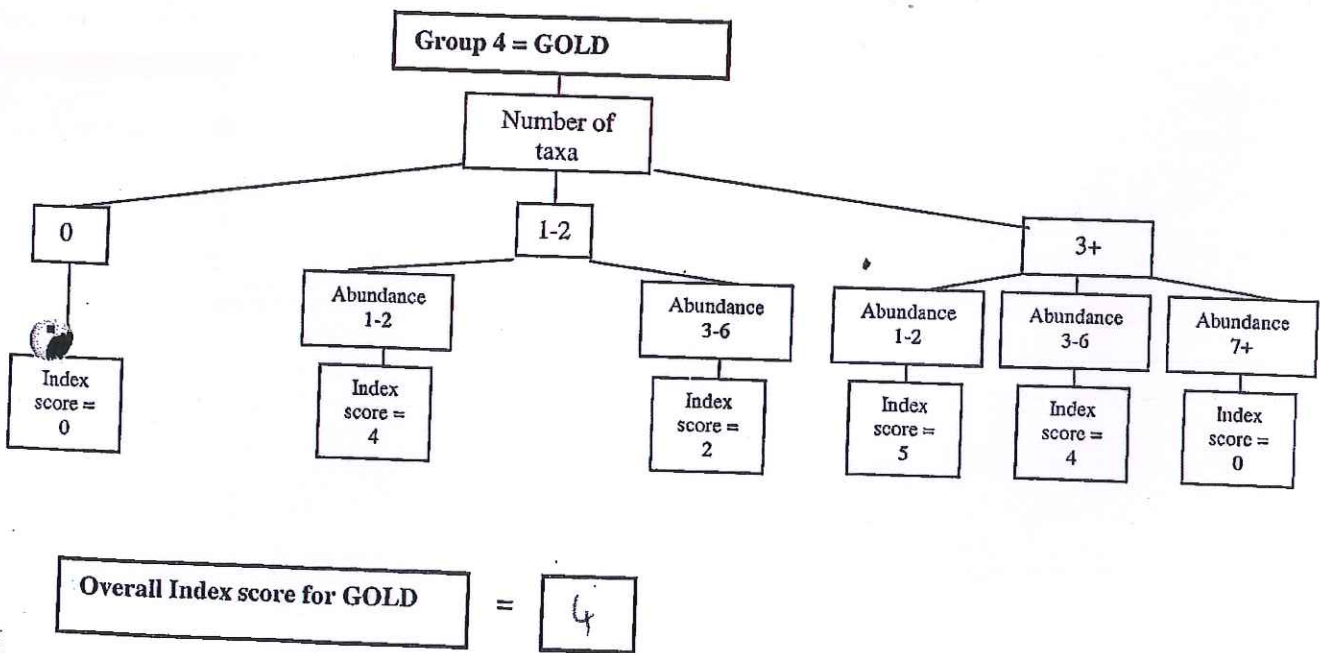 Group 4 = GOLD
Number of
taxa
0
1-2
3+
Abundance
1-2
Abundance
3-6
Abundance
1-2
Abundance
3-6
Abundance
7+
Index
score =
0
Index
score =
4
Index
score =
2
Index
score =
5
Index
score =
4
Index
score =
0
Overall Index score for GOLD
=
4